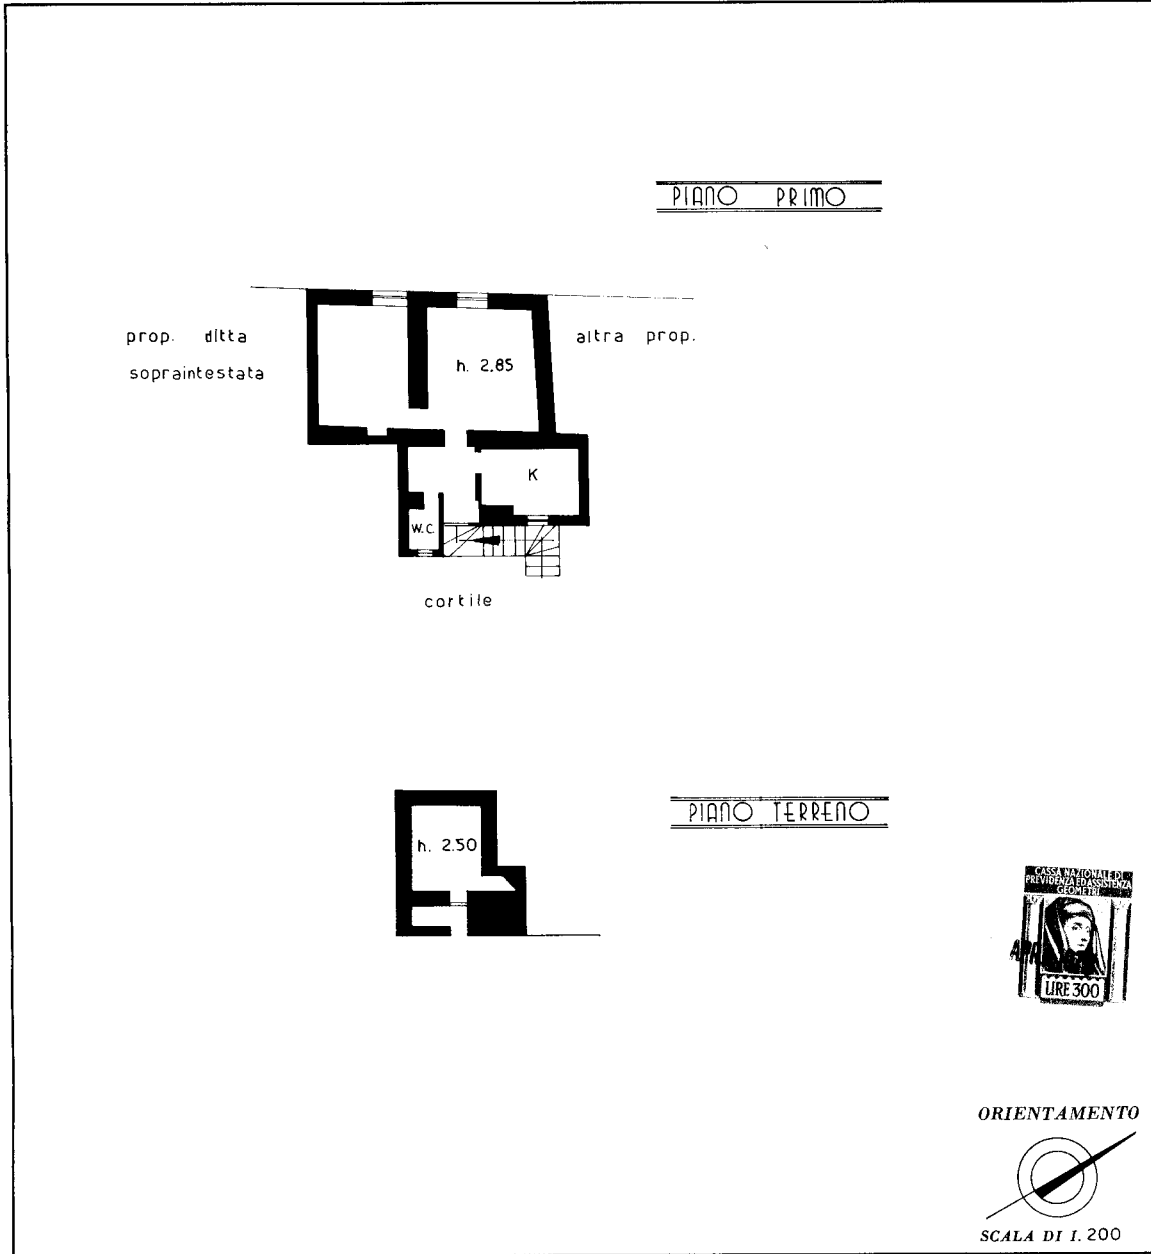 PIANO PRIMO
prop. ditta
sopraintestata
altra prop.
h. 2.85
K
W.C.
cortile
PIANO TERRENO
h. 2.50
CASSA NAZIONALE DI
PREVIDENZA ED ASSISTENZA
GEOMETRI
LIRE 300
ORIENTAMENTO
SCALA DI 1. 200